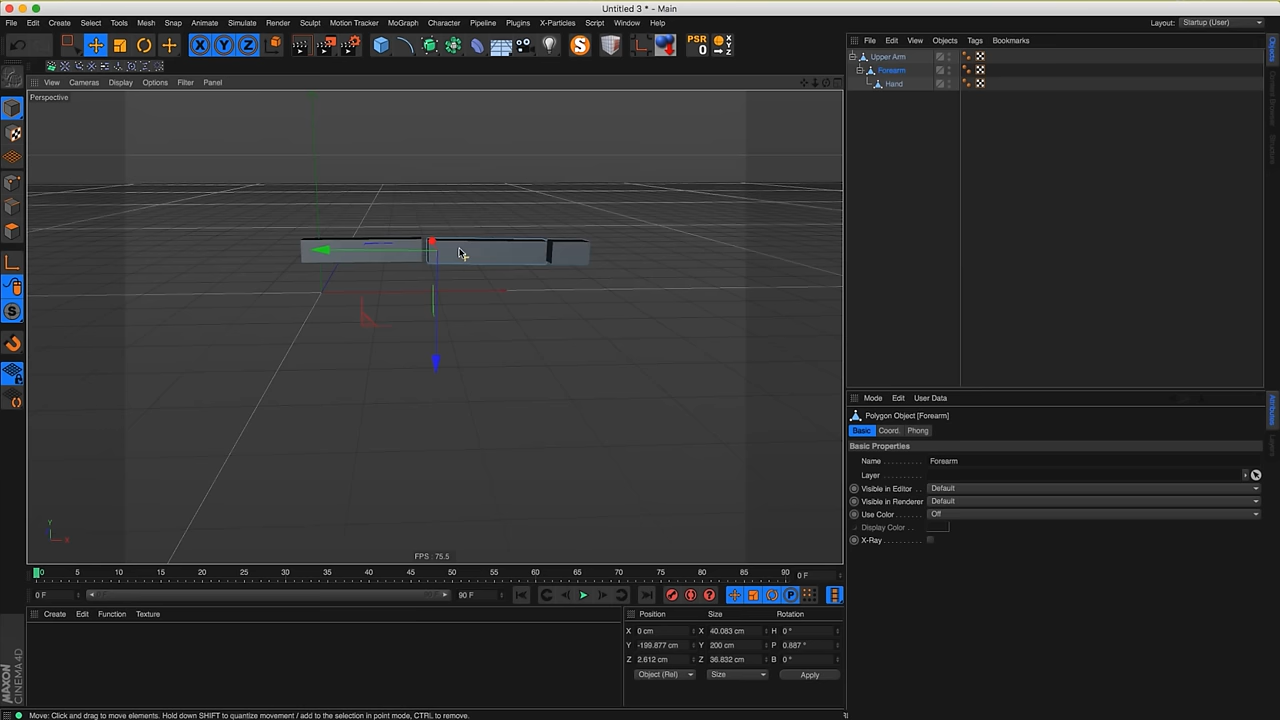 Untitled 3 * - Main
File Edit Create Select Tools Mesh Snap Animate Simulate Render Sculpt Motion Tracker MoGraph Character Pipeline Plugins X-Particles Script Window Help
Layout: Startup (User)
X Y Z
PSR
0
File Edit View Objects Tags Bookmarks
Objects
Upper Arm
Forearm
Hand
View Cameras Display Options Filter Panel
Perspective
Y
X
FPS : 75.5
Mode Edit User Data
Attributes
Layers
Polygon Object [Forearm]
Basic Coord. Phong
Basic Properties
Name Forearm
Layer
Visible in Editor Default
Visible in Renderer Default
Use Color Off
Display Color
X-Ray
0 5 10 15 20 25 30 35 40 45 50 55 60 65 70 75 80 85 90 0 F
0 F 90 F
Create Edit Function Texture
Position Size Rotation
X 0 cm X 40.083 cm H 0 °
Y -199.877 cm Y 200 cm P 0.887 °
Z 2.612 cm Z 36.832 cm B 0 °
Object (Rel) Size Apply
MAXON
CINEMA 4D
Move: Click and drag to move elements. Hold down SHIFT to quantize movement / add to the selection in point mode, CTRL to remove.